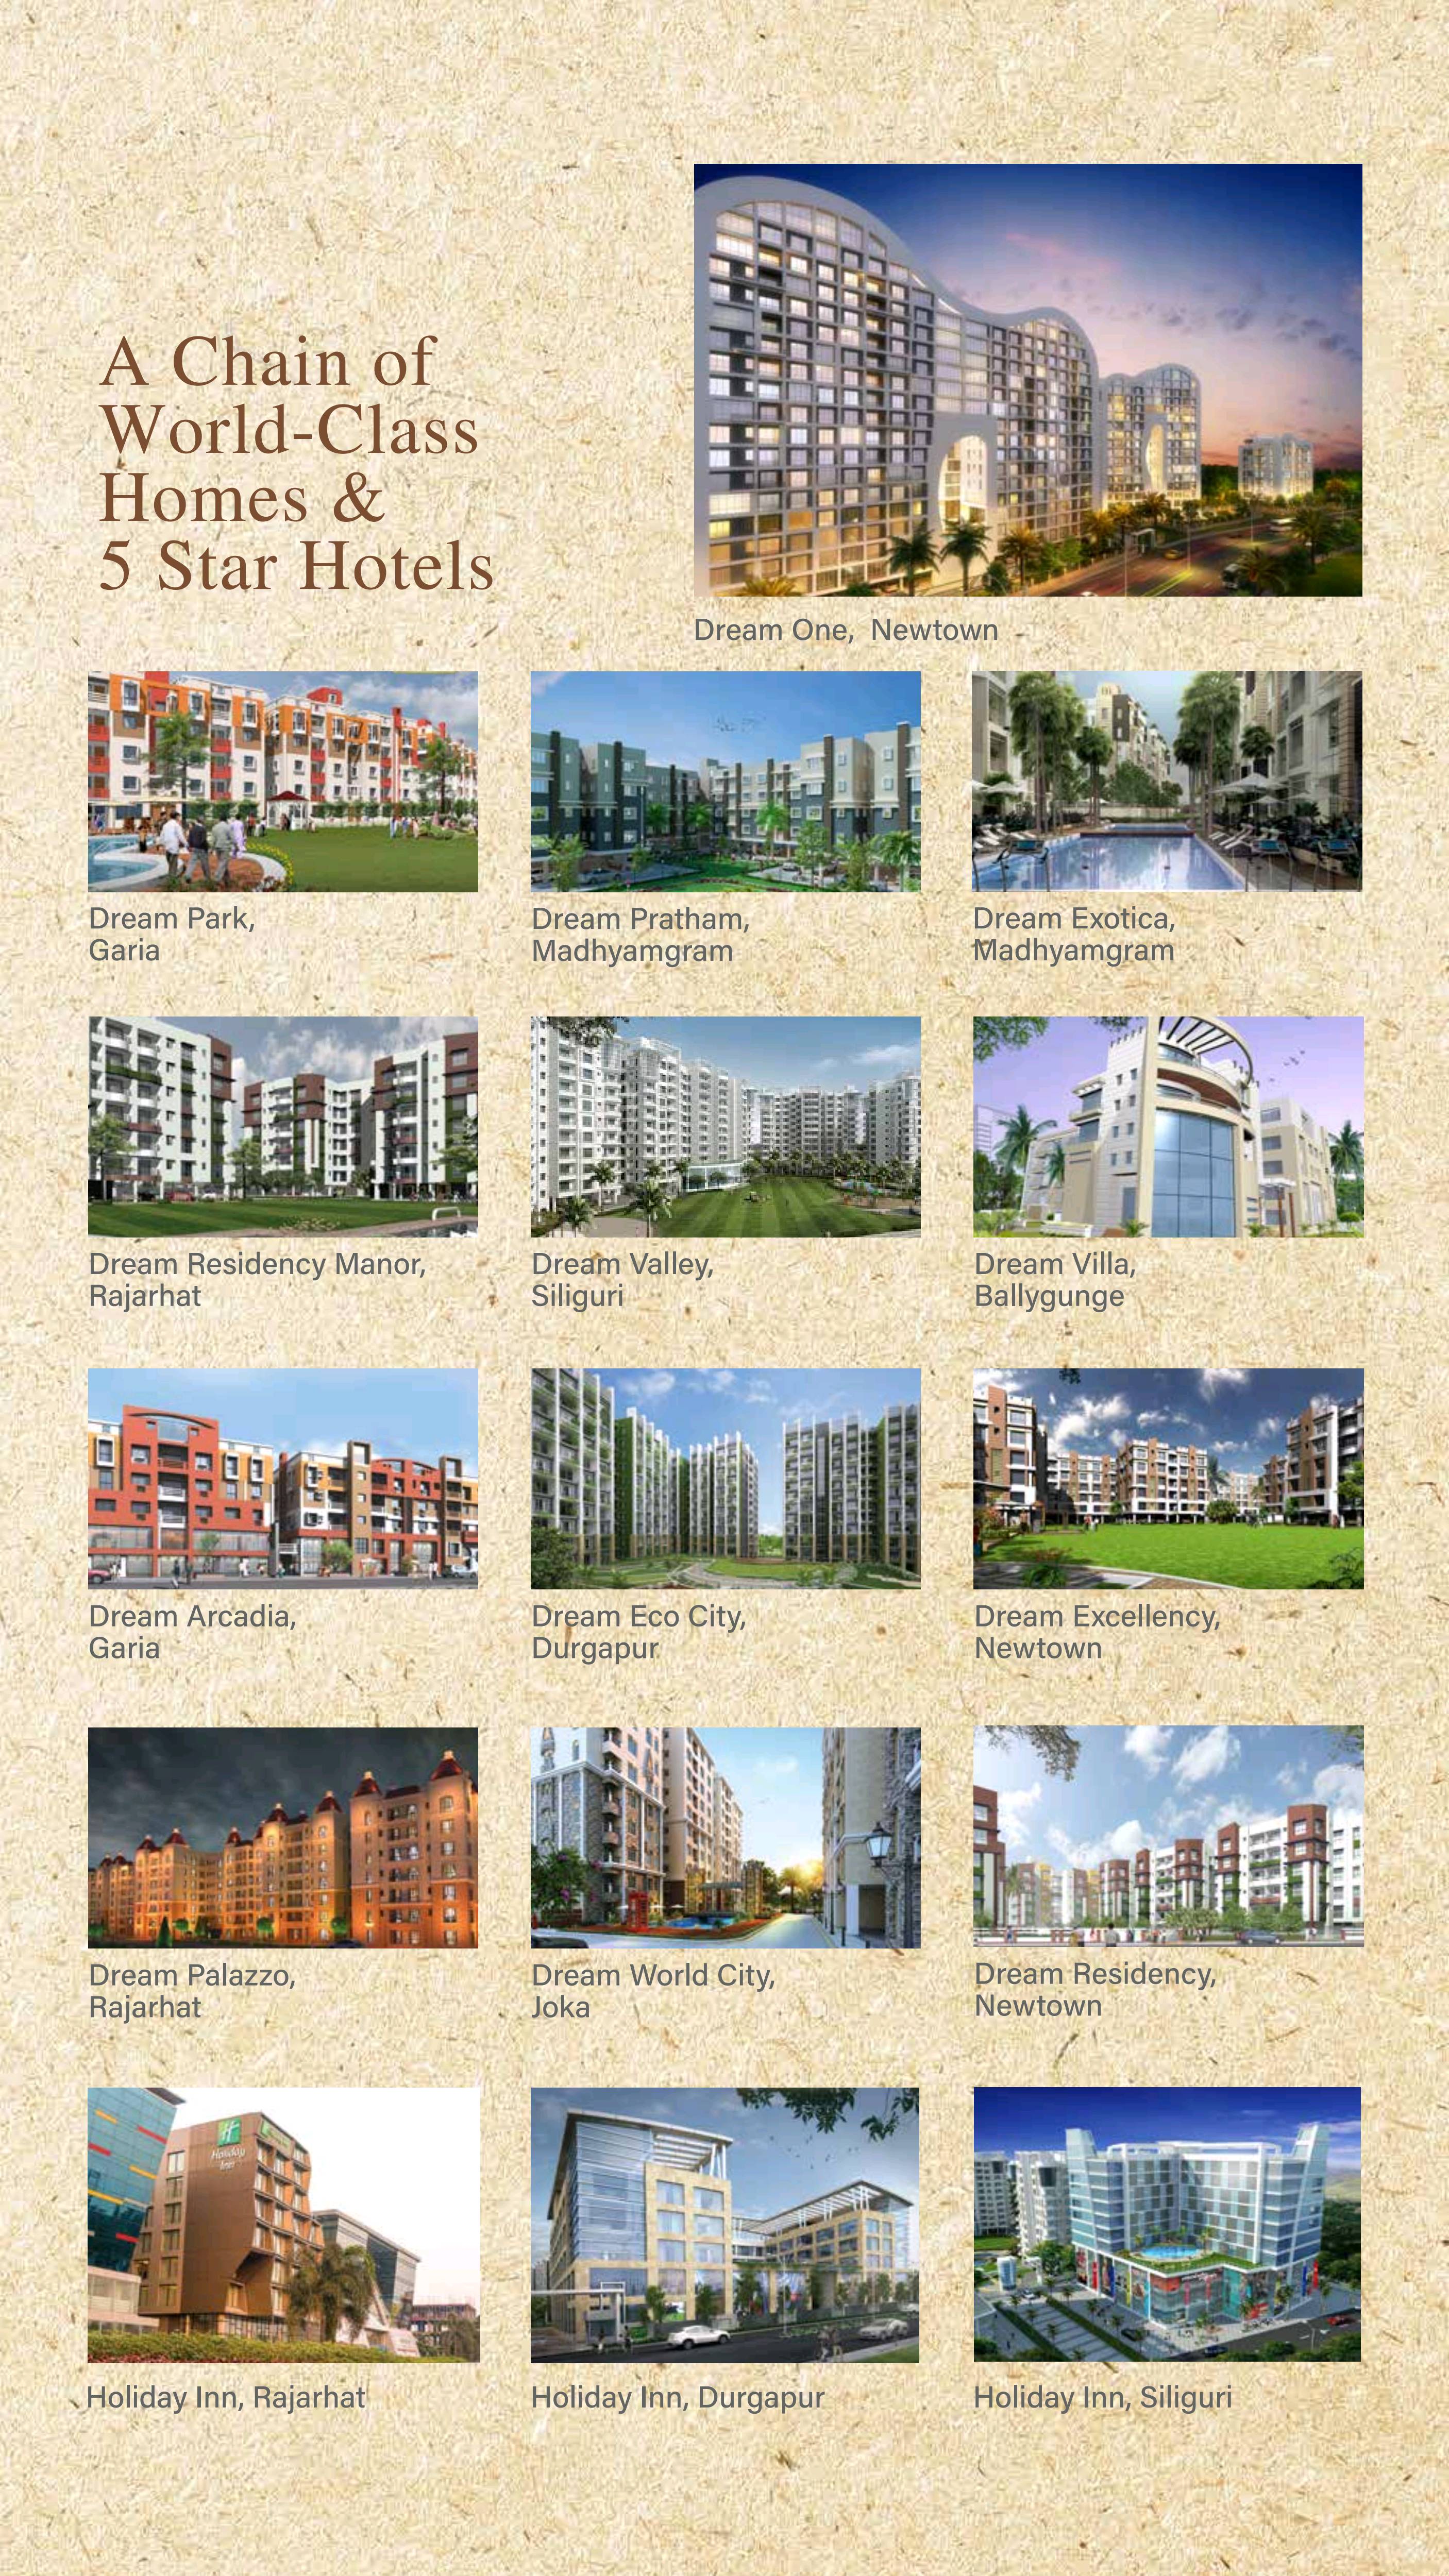 A Chain of
World-Class
Homes &
5 Star Hotels
Dream One, Newtown
Dream Park,
Garia
Dream Pratham,
Madhyamgram
Dream Exotica,
Madhyamgram
Dream Residency Manor,
Rajarhat
Dream Valley,
Siliguri
Dream Villa,
Ballygunge
Dream Arcadia,
Garia
Dream Eco City,
Durgapur
Dream Excellency,
Newtown
Dream Palazzo,
Rajarhat
Dream World City,
Joka
Dream Residency,
Newtown
Holiday
Inn
Holiday Inn, Rajarhat
Holiday Inn, Durgapur
Holiday Inn, Siliguri